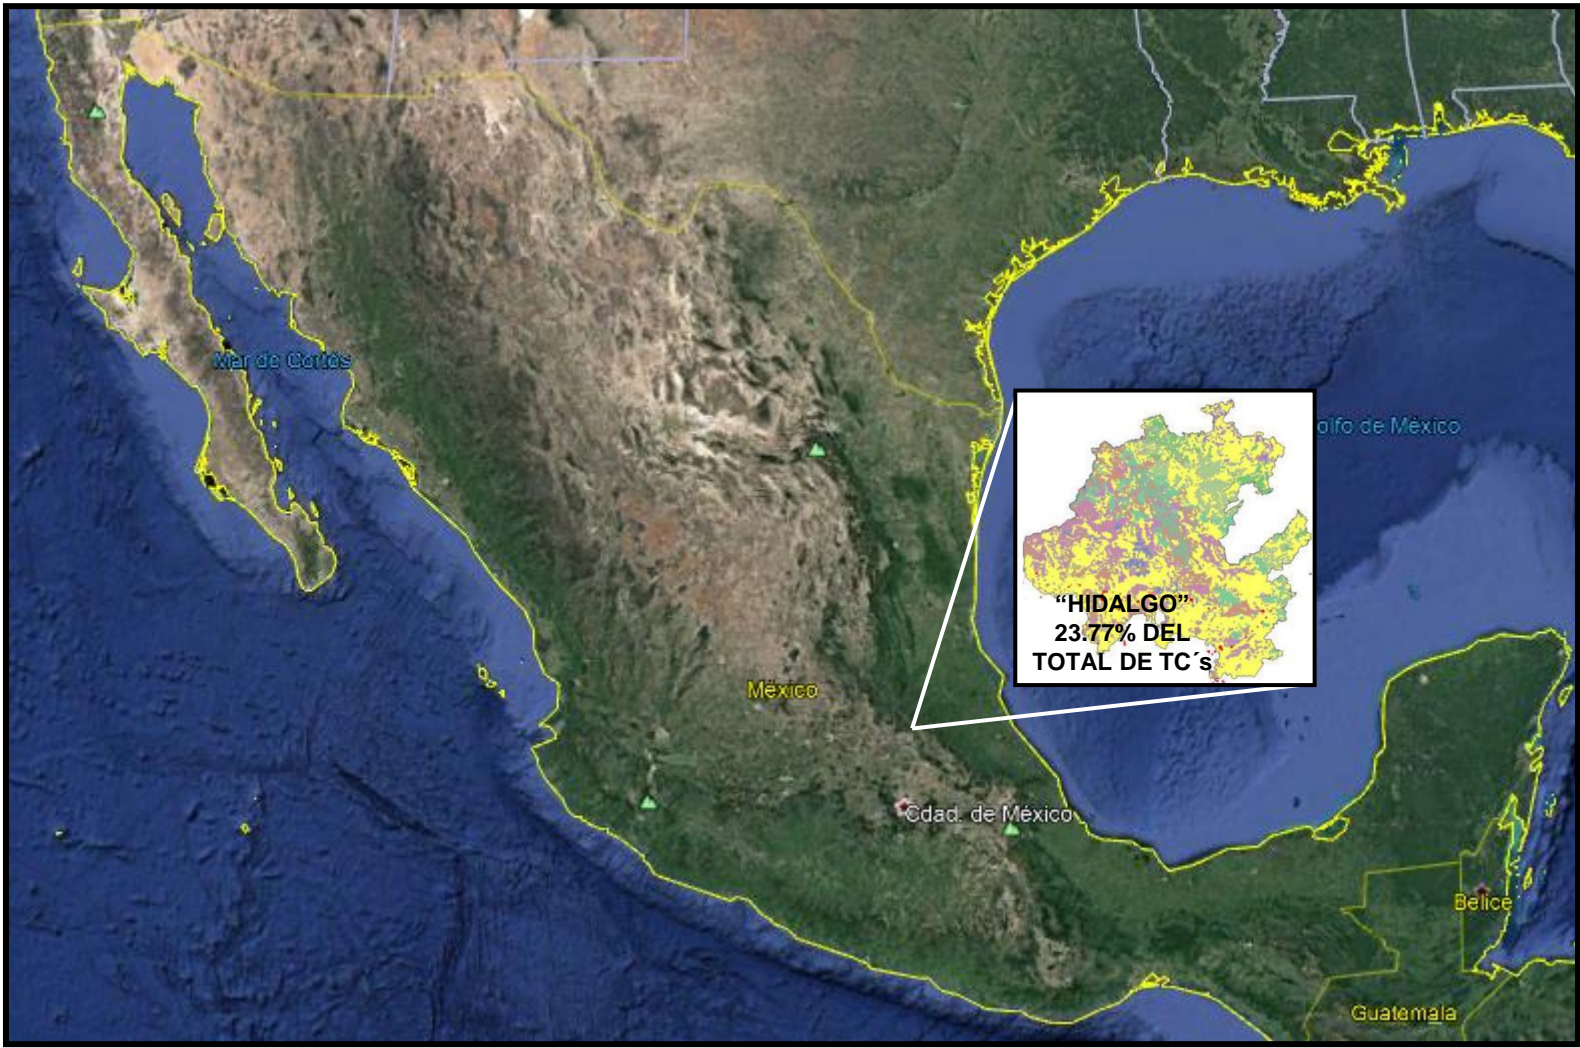 Mar de Cortés
olfo de México
“HIDALGO”
23.77% DEL
TOTAL DE TC´s
México
Cdad. de México
Belice
Guatemala